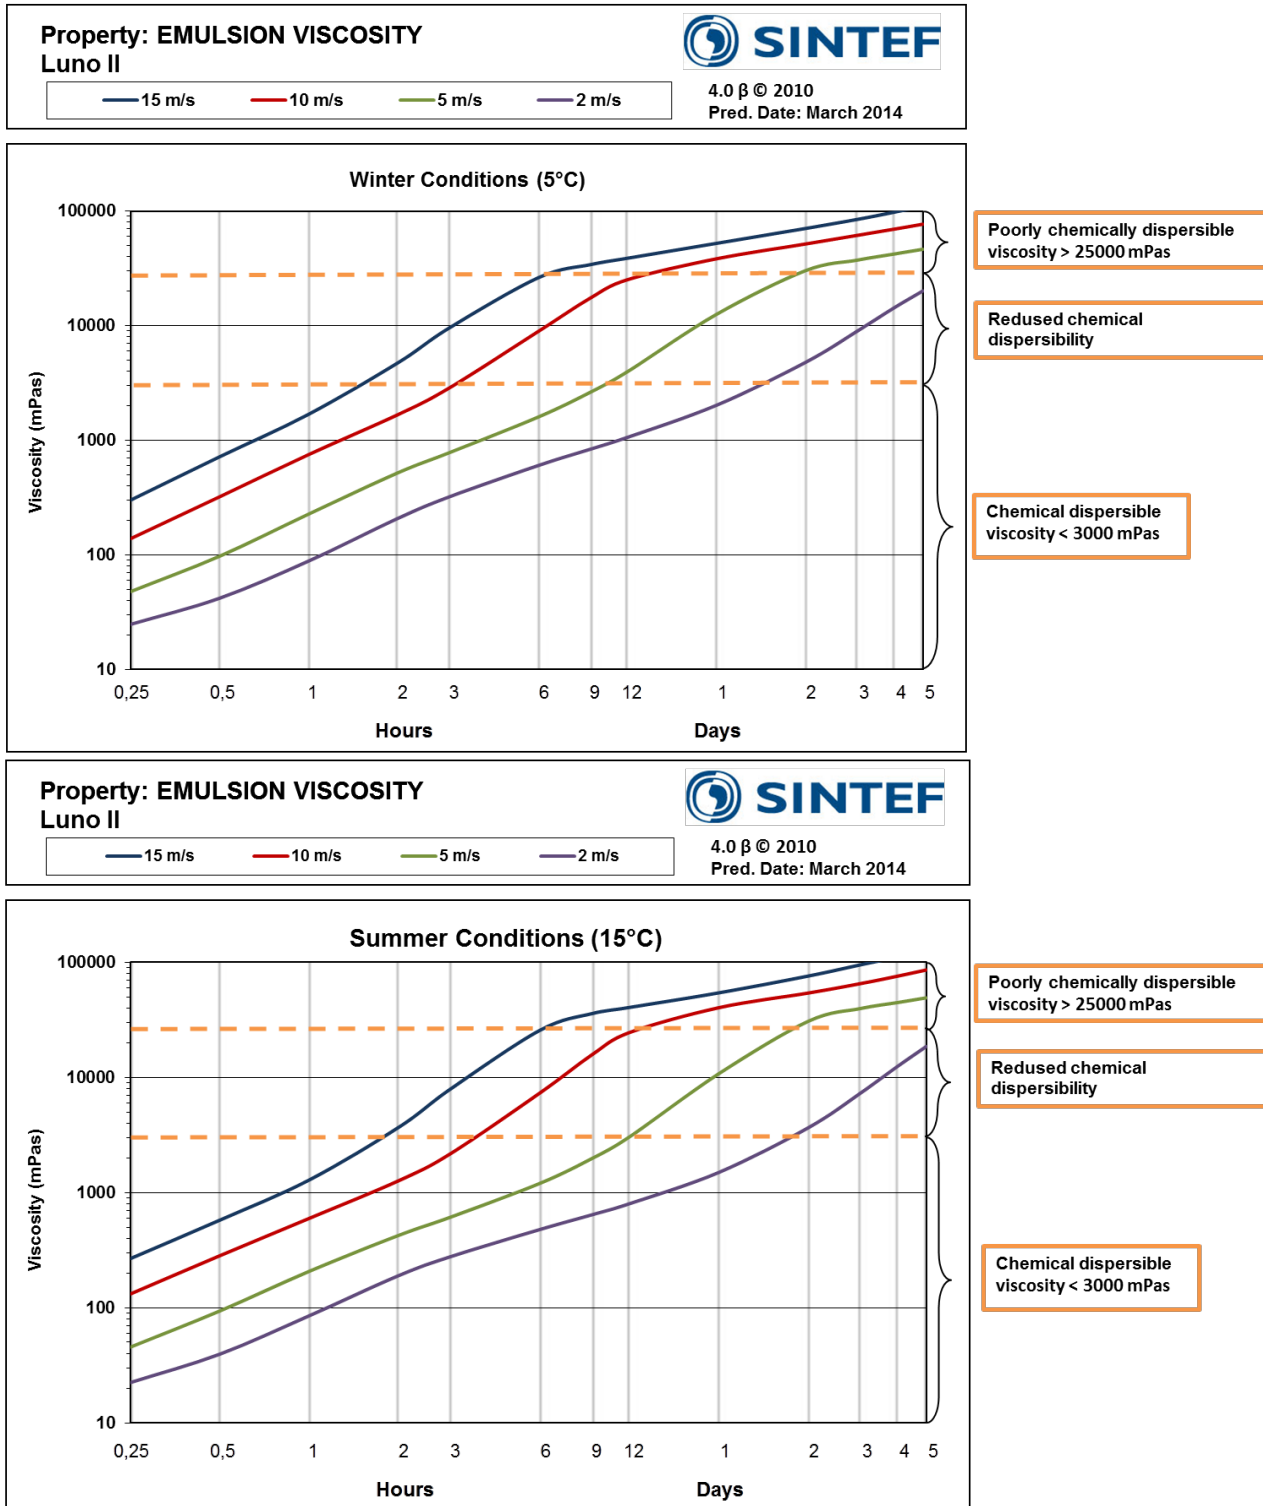 Property: EMULSION VISCOSITY
Luno II
SINTEF
15 m/s 10 m/s 5 m/s 2 m/s
4.0 β © 2010
Pred. Date: March 2014
Winter Conditions (5°C)
Viscosity (mPas)
100000
10000
1000
100
10
0,25 0,5 1 2 3 6 9 12 1 2 3 4 5
Hours Days
Poorly chemically dispersible
viscosity > 25000 mPas
Redused chemical
dispersibility
Chemical dispersible
viscosity < 3000 mPas
Property: EMULSION VISCOSITY
Luno II
SINTEF
15 m/s 10 m/s 5 m/s 2 m/s
4.0 β © 2010
Pred. Date: March 2014
Summer Conditions (15°C)
Viscosity (mPas)
100000
10000
1000
100
10
0,25 0,5 1 2 3 6 9 12 1 2 3 4 5
Hours Days
Poorly chemically dispersible
viscosity > 25000 mPas
Redused chemical
dispersibility
Chemical dispersible
viscosity < 3000 mPas